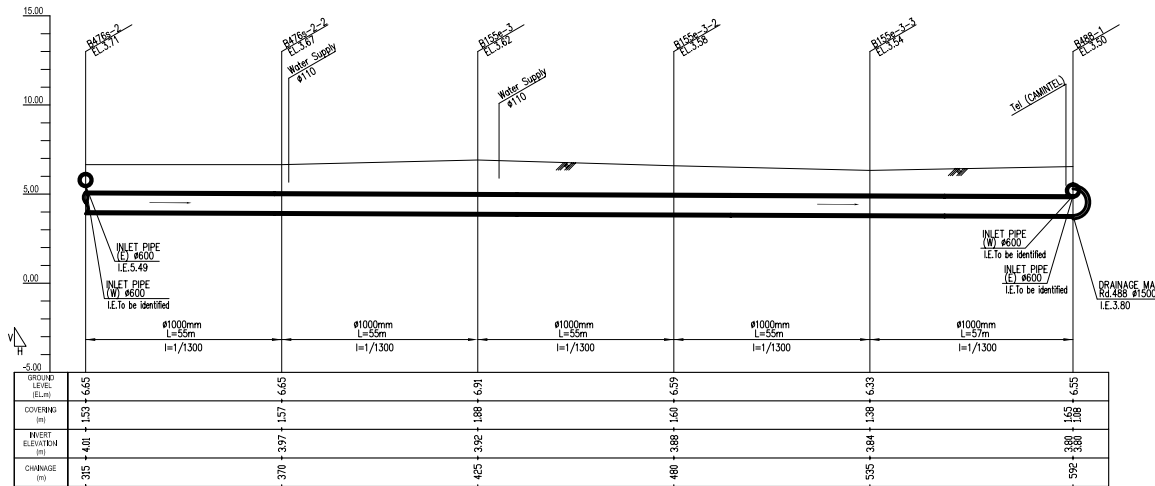 15.00
10.00
5.00
0.00
-5.00
V
H
B476s-2
EL.3.71
B476s-2-2
EL.3.67
Water Supply
ø110
B155e-3
EL.3.62
Water Supply
ø110
B155e-3-2
EL.3.58
B155e-3-3
EL.3.54
Tel (CAMINTEL)
B488-1
EL.3.50
INLET PIPE
(E) ø600
I.E.5.49
INLET PIPE
(W) ø600
I.E.To be identified
INLET PIPE
(W) ø600
I.E.To be identified
INLET PIPE
(E) ø600
I.E.To be identified
DRAINAGE MA
Rd.488 ø1500
I.E.3.80
ø1000mm
L=55m
I=1/1300
ø1000mm
L=55m
I=1/1300
ø1000mm
L=55m
I=1/1300
ø1000mm
L=55m
I=1/1300
ø1000mm
L=57m
I=1/1300
GROUND
LEVEL
(EL.m)
6.65 6.65 6.91 6.59 6.33 6.55
COVERING
(m)
1.53 1.57 1.88 1.60 1.38 1.65 1.08
INVERT
ELEVATION
(m)
4.01 3.97 3.92 3.88 3.84 3.80 3.80
CHAINAGE
(m)
315 370 425 480 535 592